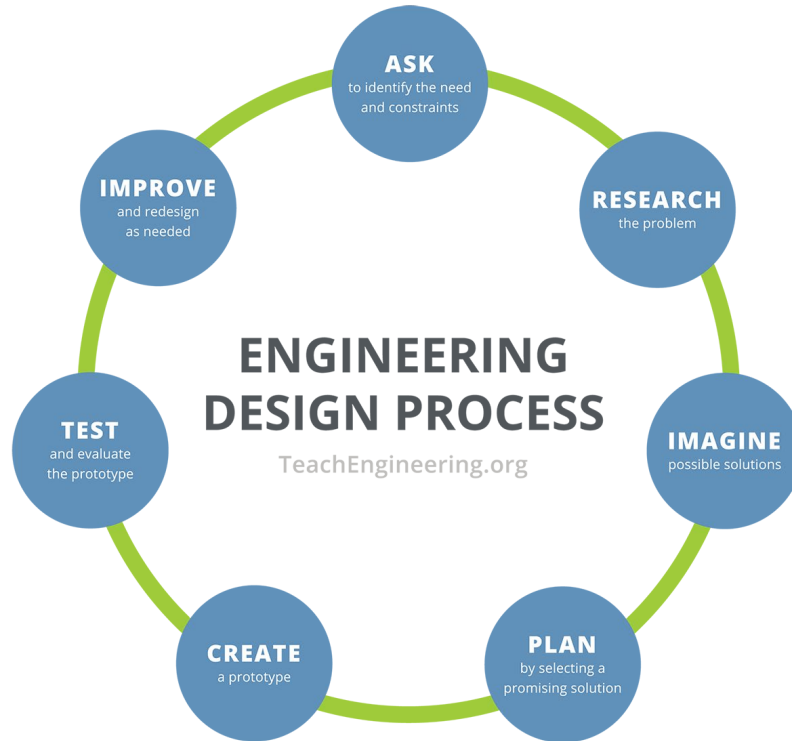 ASK
to identify the need
and constraints
RESEARCH
the problem
IMAGINE
possible solutions
PLAN
by selecting a
promising solution
CREATE
a prototype
TEST
and evaluate
the prototype
IMPROVE
and redesign
as needed
ENGINEERING
DESIGN PROCESS
TeachEngineering.org